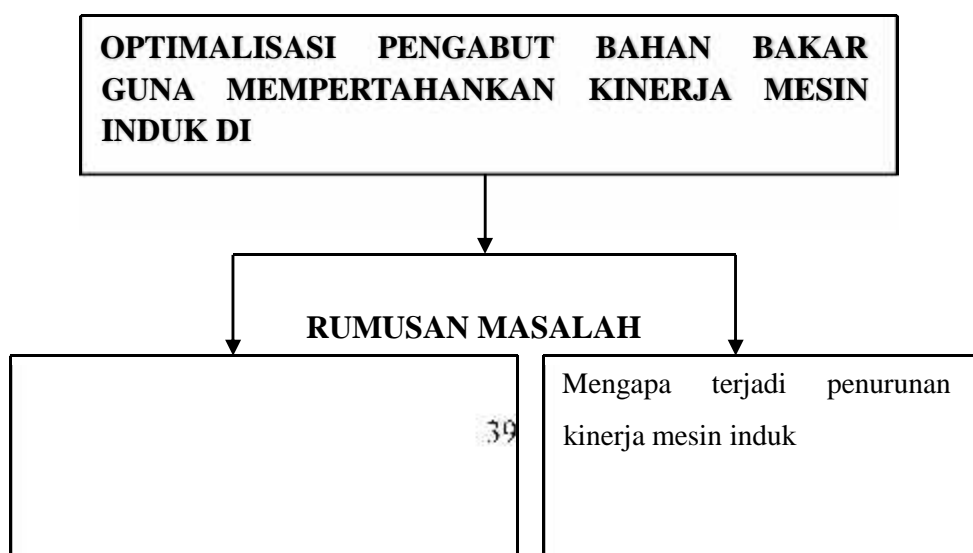 OPTIMALISASI PENGABUT BAHAN BAKAR
GUNA MEMPERTAHANKAN KINERJA MESIN
INDUK DI
RUMUSAN MASALAH
39
Mengapa terjadi penurunan
kinerja mesin induk